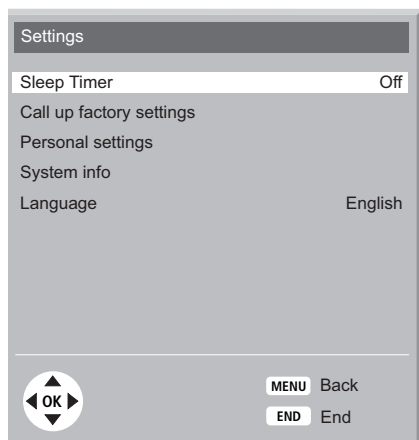 Settings
Sleep Timer Off
Call up factory settings
Personal settings
System info
Language English
OK
MENU Back
END End